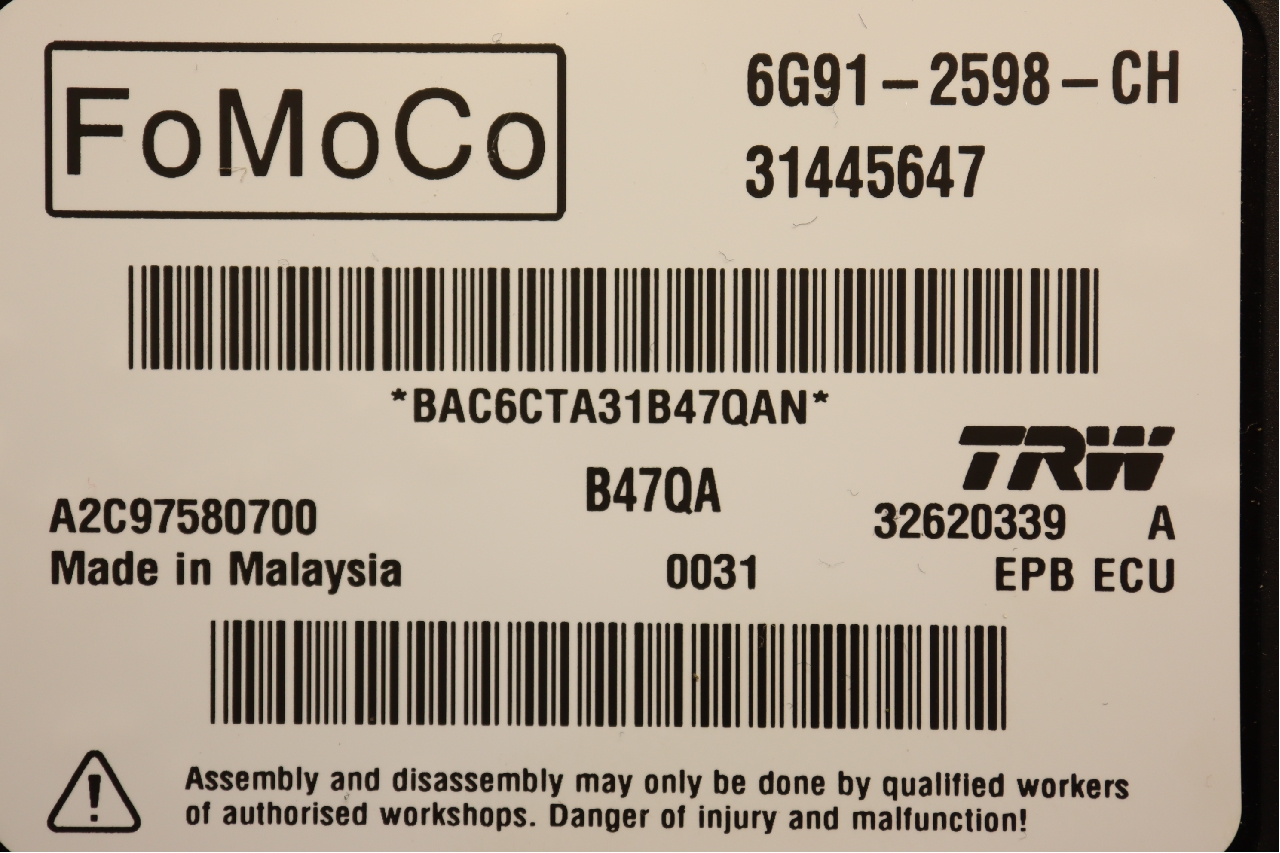 FoMoCo
6G91-2598-CH
31445647
*BAC6CTA31B47QAN*
TRW
B47QA
A2C97580700
32620339 A
Made in Malaysia
0031
EPB ECU
Assembly and disassembly may only be done by qualified workers
of authorised workshops. Danger of injury and malfunction!